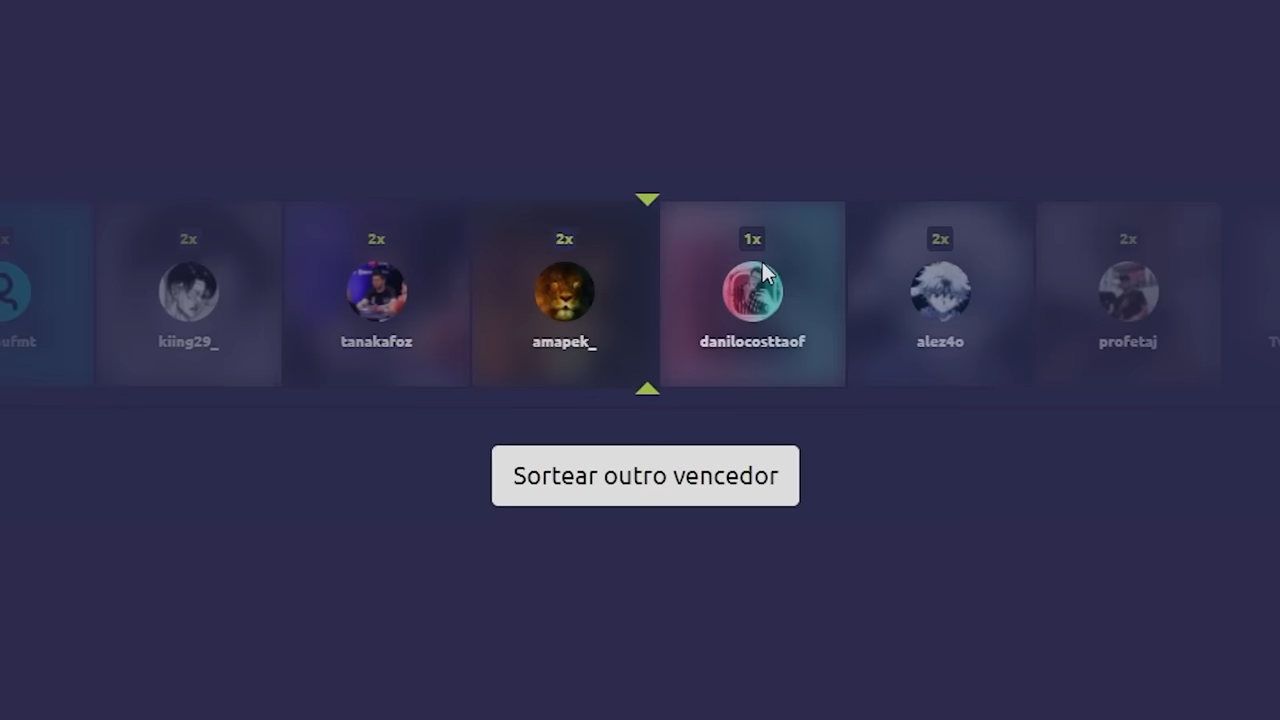 2x 2x 2x 1x 2x 2x
kiing29_ tanakafoz amapek_ danilocosttaof alez4o profetaj
Sortear outro vencedor